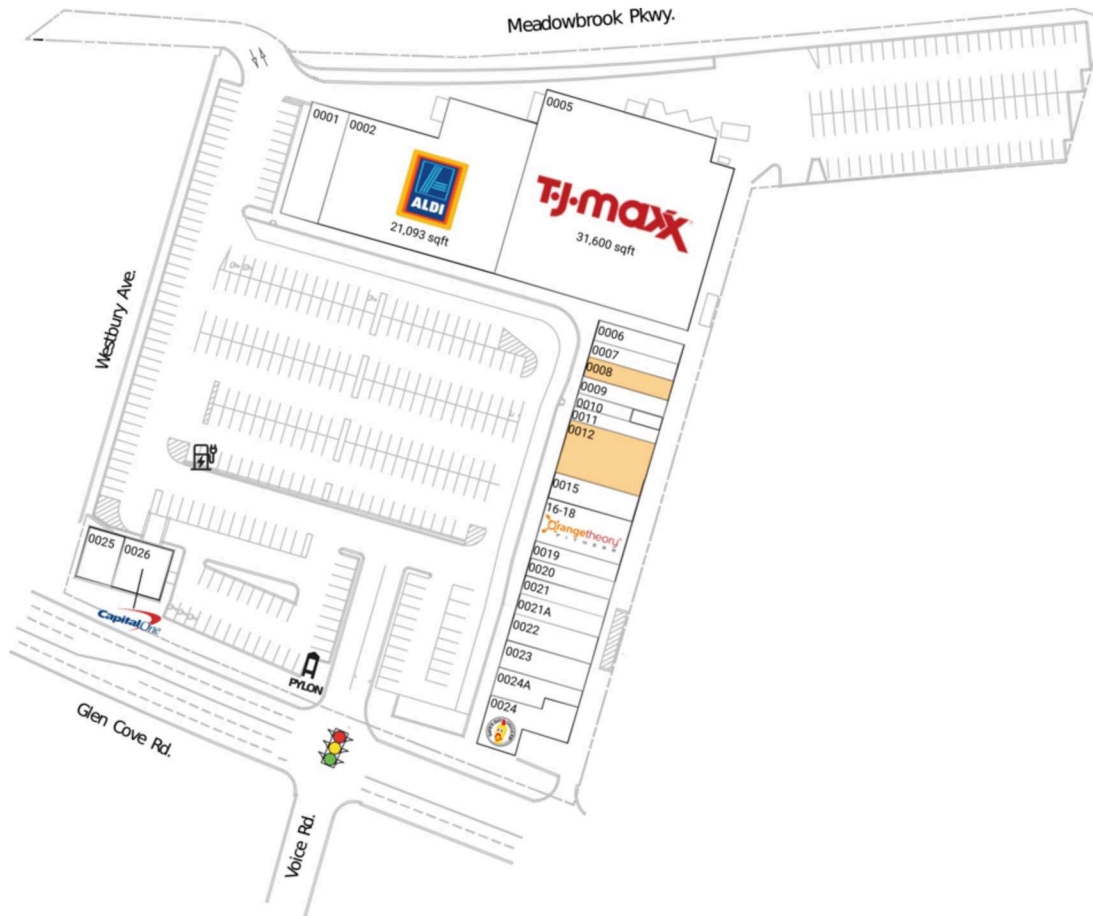 Meadowbrook Pkwy.
0005
0001
0002
T•J•maxx
ALDI
21,093 sqft
31,600 sqft
Westbury Ave.
0006
0007
0008
0009
0010
0011
0012
0015
16-18
Orangetheory
FITNESS
0019
0020
0021
0021A
0022
0023
0024A
0024
0025
0026
CapitalOne
PYLON
Glen Cove Rd.
Voice Rd.